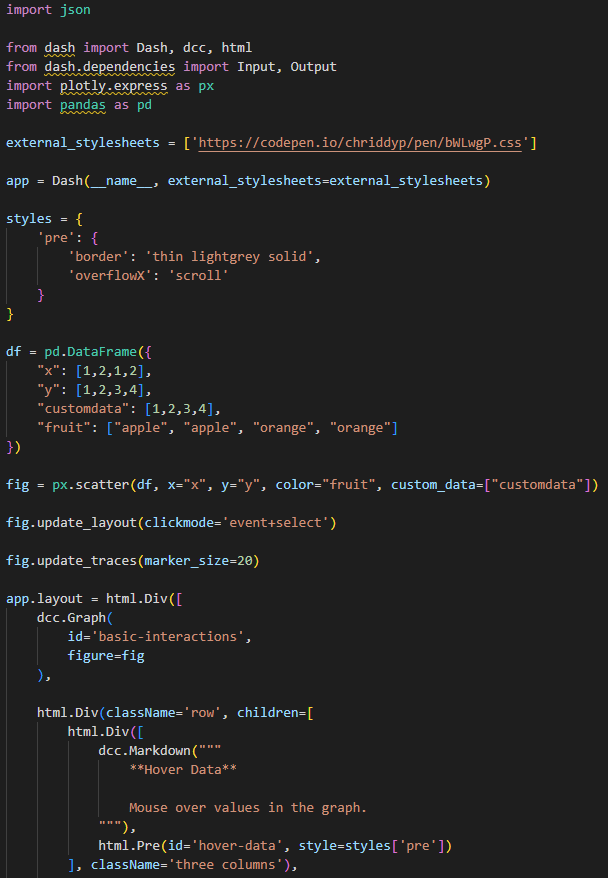 import json

from dash import Dash, dcc, html
from dash.dependencies import Input, Output
import plotly.express as px
import pandas as pd

external_stylesheets = ['https://codepen.io/chriddyp/pen/bWLwgP.css']

app = Dash(__name__, external_stylesheets=external_stylesheets)

styles = {
    'pre': {
        'border': 'thin lightgrey solid',
        'overflowX': 'scroll'
    }
}

df = pd.DataFrame({
    "x": [1,2,1,2],
    "y": [1,2,3,4],
    "customdata": [1,2,3,4],
    "fruit": ["apple", "apple", "orange", "orange"]
})

fig = px.scatter(df, x="x", y="y", color="fruit", custom_data=["customdata"])

fig.update_layout(clickmode='event+select')

fig.update_traces(marker_size=20)

app.layout = html.Div([
    dcc.Graph(
        id='basic-interactions',
        figure=fig
    ),

    html.Div(className='row', children=[
        html.Div([
            dcc.Markdown("""
                **Hover Data**

                Mouse over values in the graph.
            """),
            html.Pre(id='hover-data', style=styles['pre'])
        ], className='three columns'),